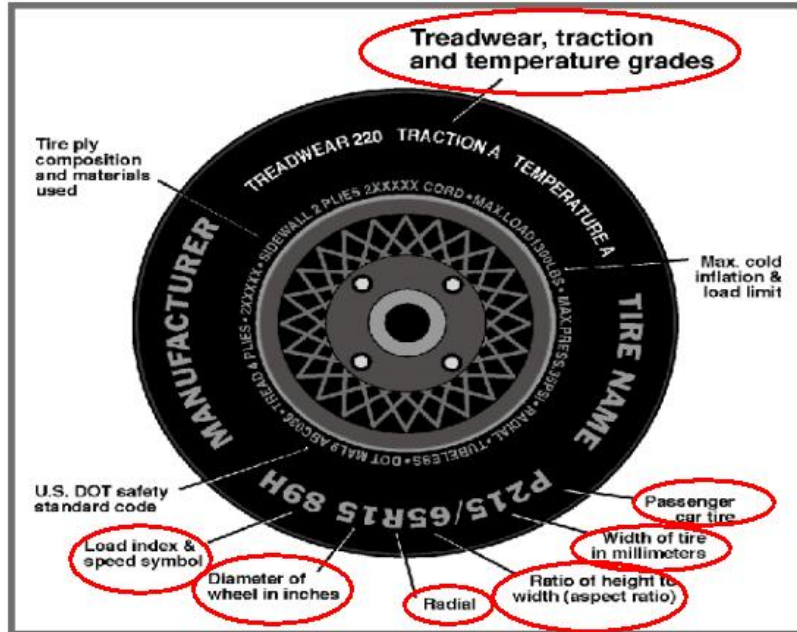 Treadwear, traction
and temperature grades
Tire ply
composition
and materials
used
TREADWEAR 220 TRACTION A TEMPERATURE A
SIDEWALL 2 PLIES 2XXXXX CORD • MAX.LOAD1300LBS • MAX.PRESS.35PSI • RADIAL • TUBELESS • DOT MAL9 ABC036 • TREAD 4 PLIES • 2XXXXX •
Max. cold
inflation &
load limit
MANUFACTURER
TIRE NAME
U.S. DOT safety
standard code
P215/65R15 89H
Passenger
car tire
Load index &
speed symbol
Width of tire
in millimeters
Diameter of
wheel in inches
Radial
Ratio of height to
width (aspect ratio)